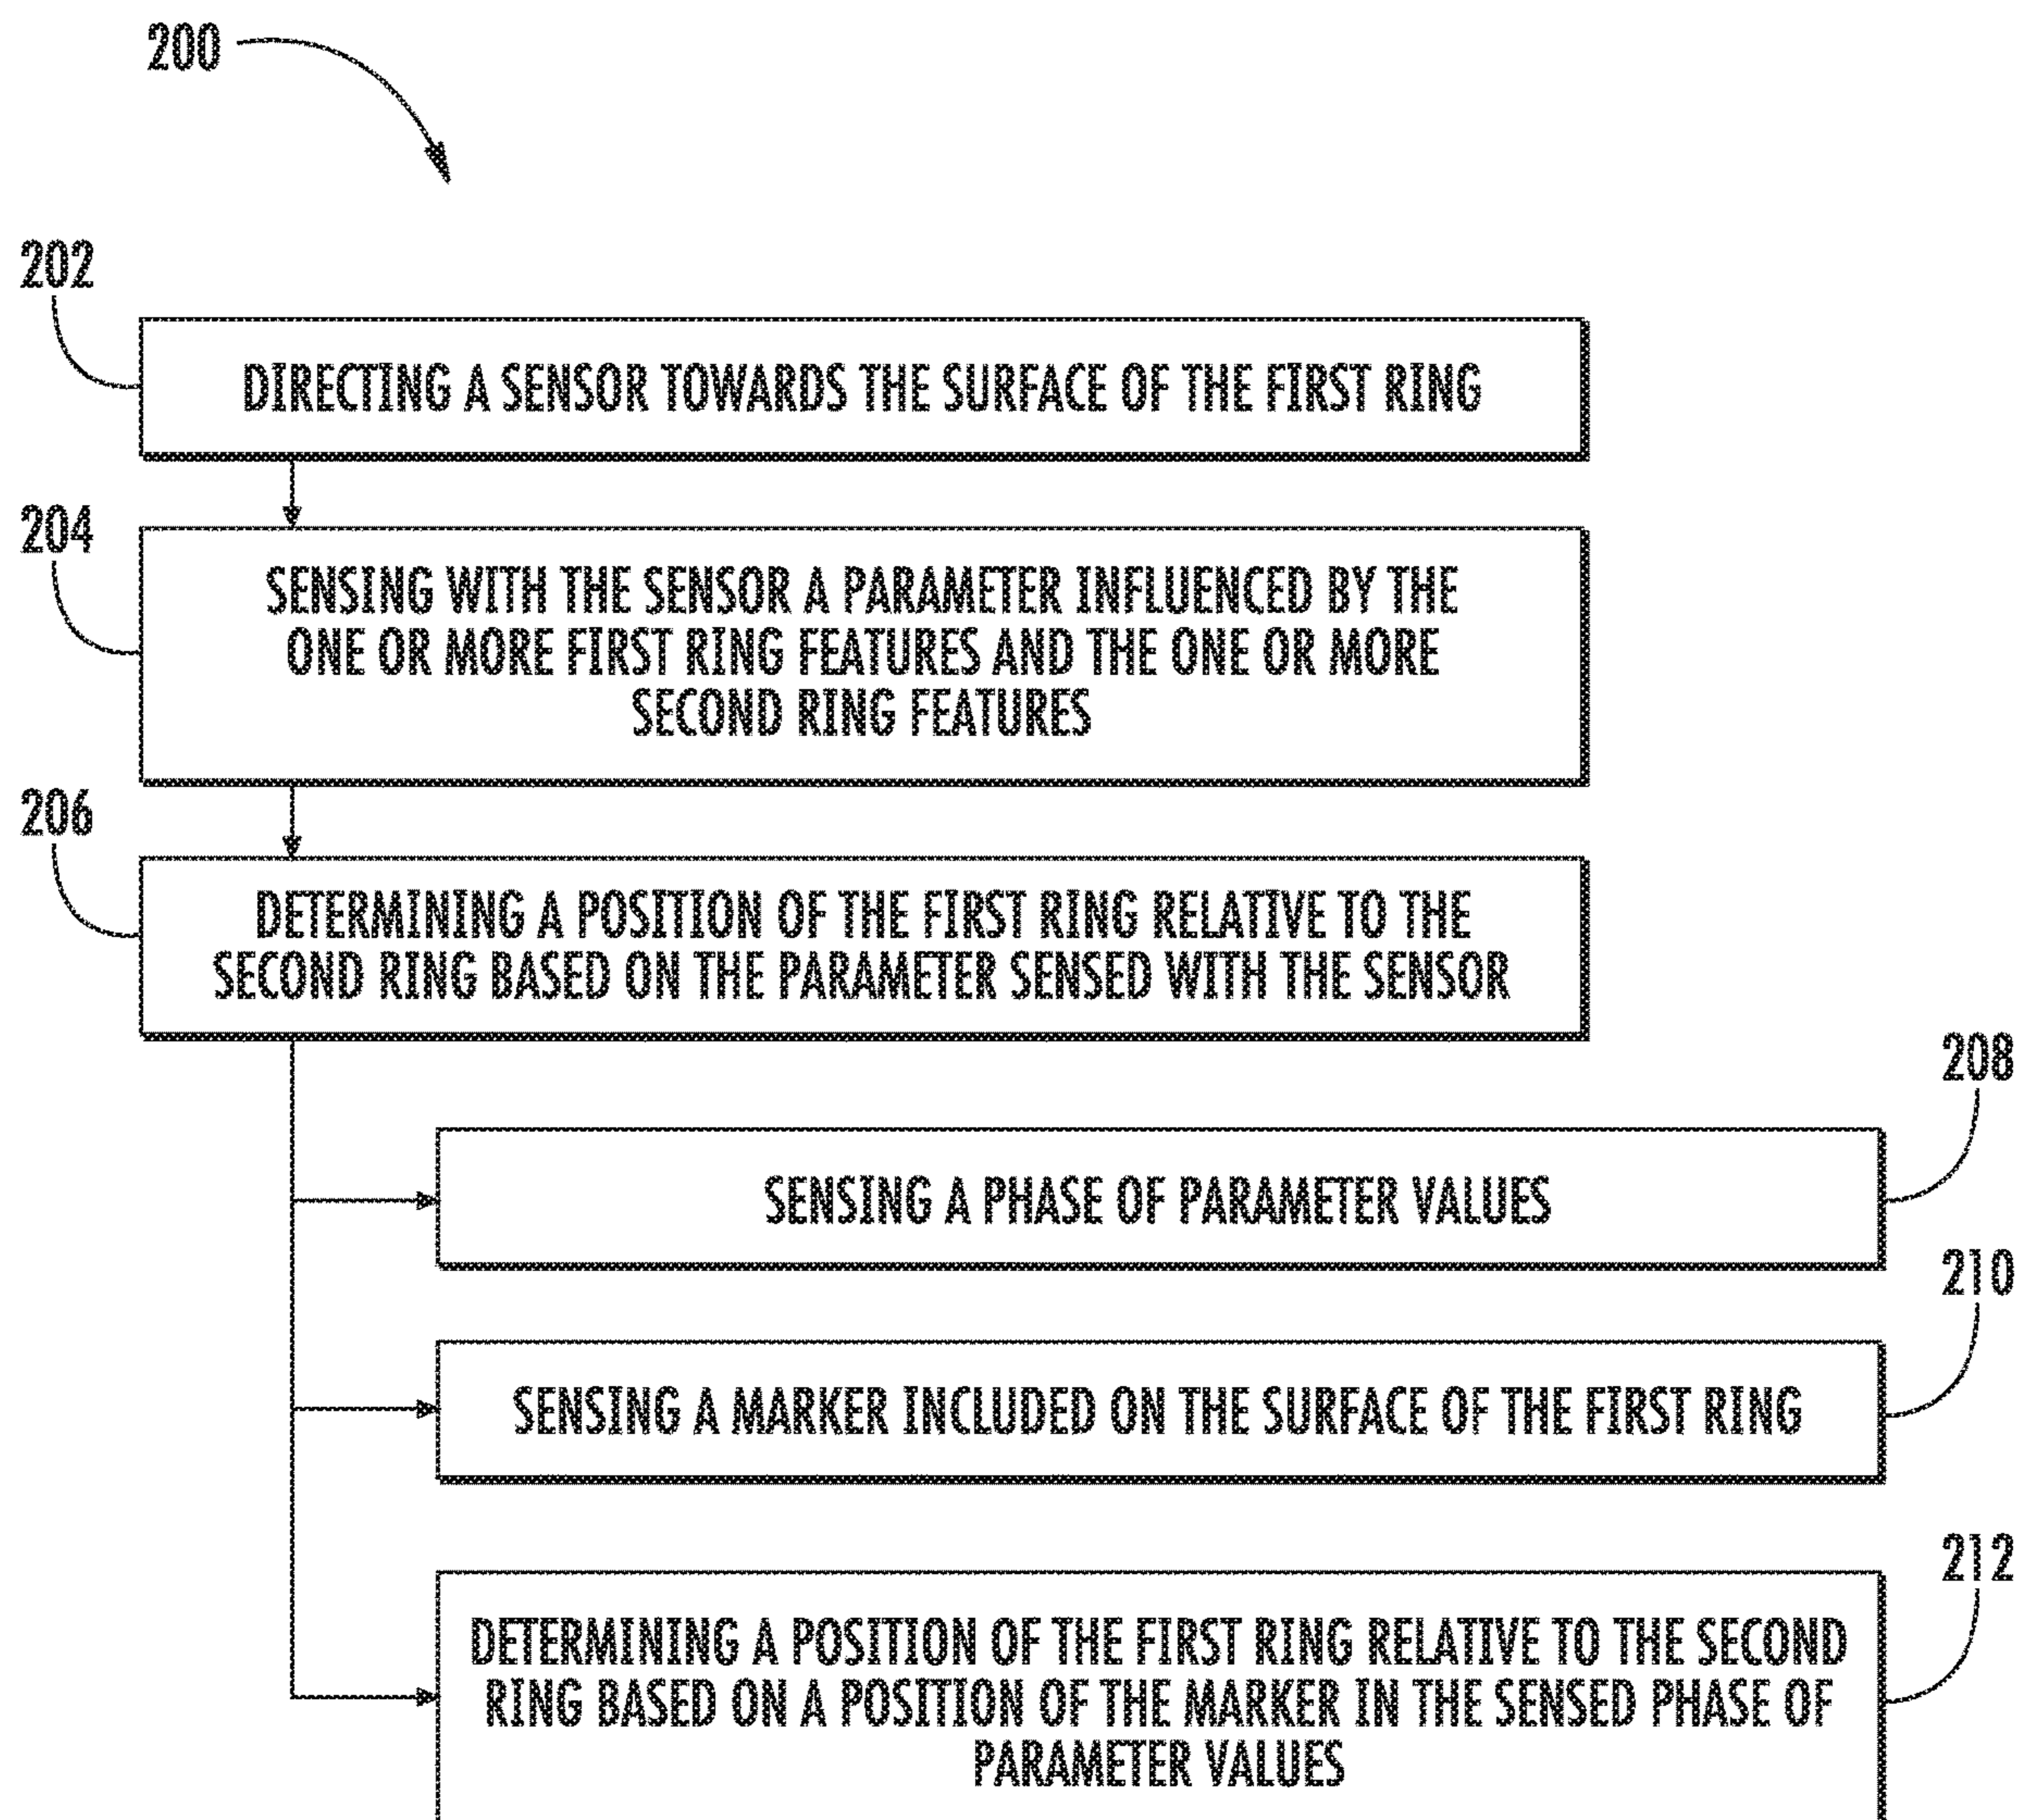 200
202
DIRECTING A SENSOR TOWARDS THE SURFACE OF THE FIRST RING
204
SENSING WITH THE SENSOR A PARAMETER INFLUENCED BY THE
ONE OR MORE FIRST RING FEATURES AND THE ONE OR MORE
SECOND RING FEATURES
206
DETERMINING A POSITION OF THE FIRST RING RELATIVE TO THE
SECOND RING BASED ON THE PARAMETER SENSED WITH THE SENSOR
208
SENSING A PHASE OF PARAMETER VALUES
210
SENSING A MARKER INCLUDED ON THE SURFACE OF THE FIRST RING
212
DETERMINING A POSITION OF THE FIRST RING RELATIVE TO THE SECOND
RING BASED ON A POSITION OF THE MARKER IN THE SENSED PHASE OF
PARAMETER VALUES